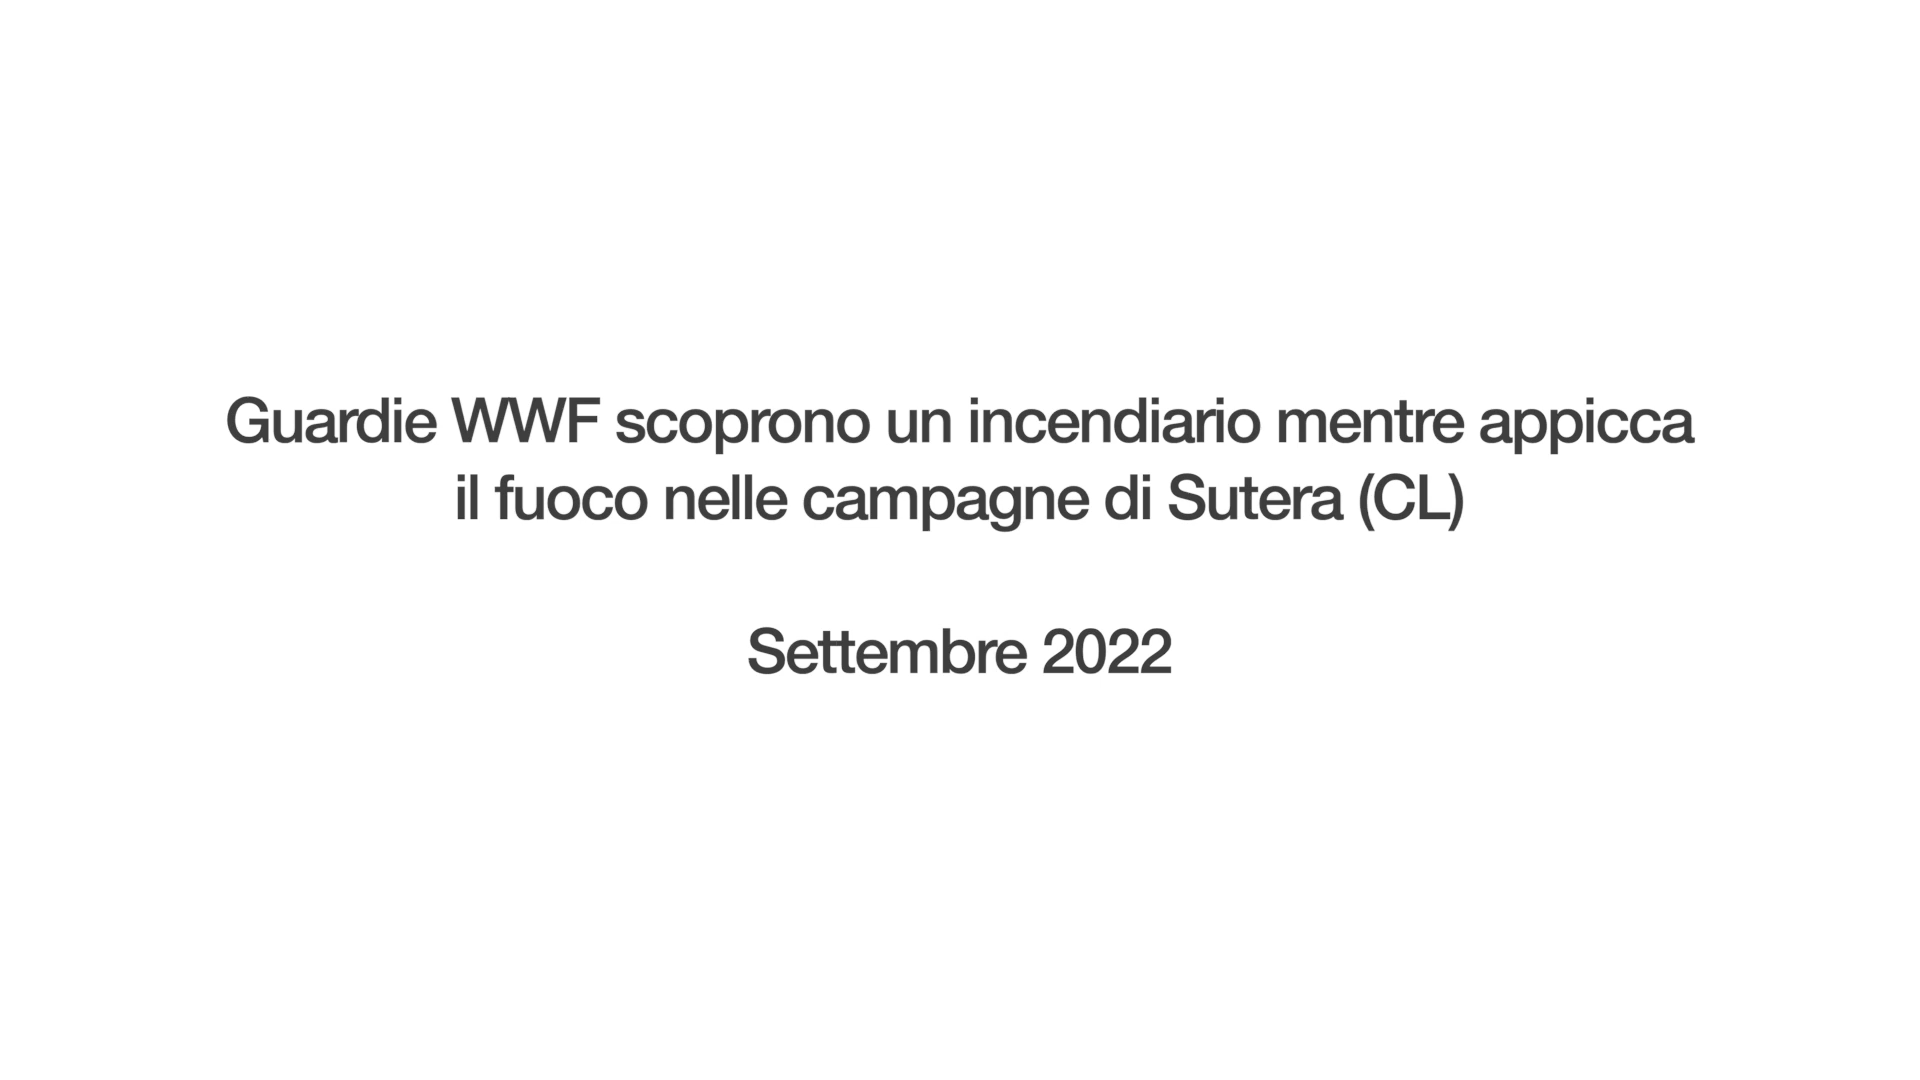 Guardie WWF scoprono un incendiario mentre appicca
il fuoco nelle campagne di Sutera (CL)
Settembre 2022